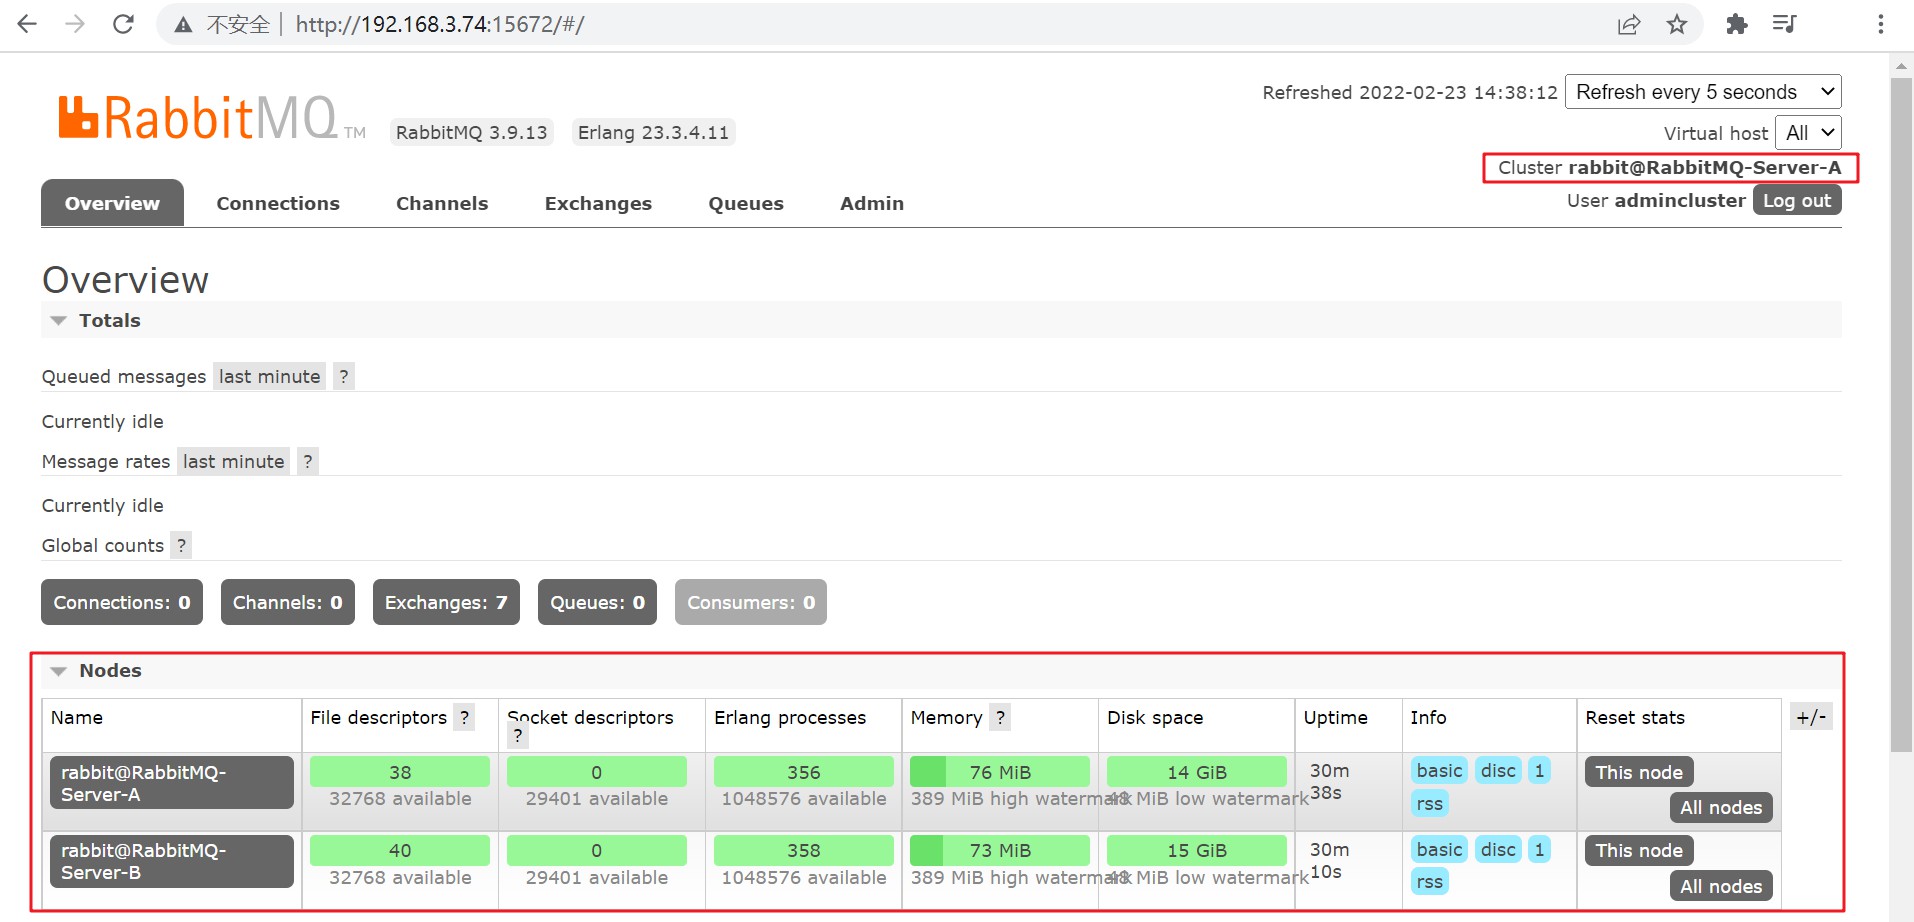 不安全 http://192.168.3.74:15672/#/
RabbitMQ TM RabbitMQ 3.9.13 Erlang 23.3.4.11
Refreshed 2022-02-23 14:38:12 Refresh every 5 seconds
Virtual host All
Cluster rabbit@RabbitMQ-Server-A
User admincluster Log out
Overview Connections Channels Exchanges Queues Admin
Overview
Totals
Queued messages last minute ?
Currently idle
Message rates last minute ?
Currently idle
Global counts ?
Connections: 0 Channels: 0 Exchanges: 7 Queues: 0 Consumers: 0
Nodes
Name File descriptors ? Socket descriptors ? Erlang processes Memory ? Disk space Uptime Info Reset stats +/-
rabbit@RabbitMQ- 38 0 356 76 MiB 14 GiB 30m basic disc 1 This node
Server-A 32768 available 29401 available 1048576 available 389 MiB high watermark 48 MiB low watermark 38s rss All nodes
rabbit@RabbitMQ- 40 0 358 73 MiB 15 GiB 30m basic disc 1 This node
Server-B 32768 available 29401 available 1048576 available 389 MiB high watermark 48 MiB low watermark 10s rss All nodes